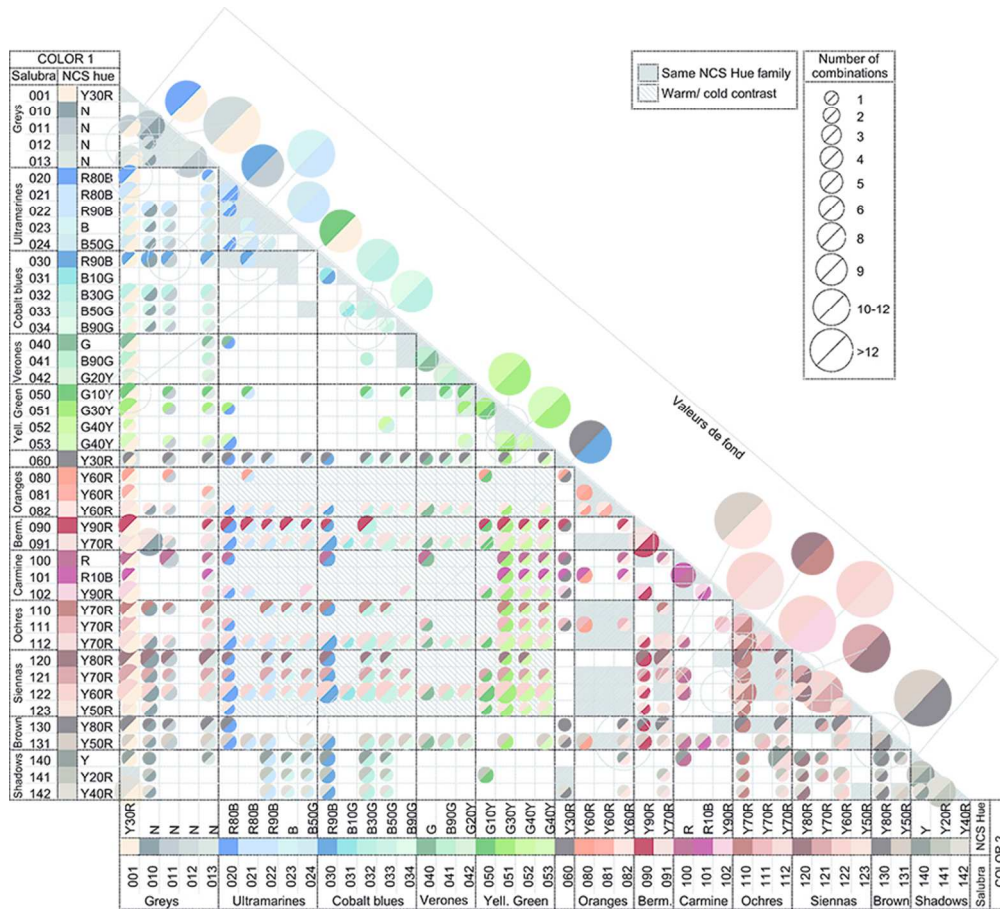 COLOR 1
Salubra NCS hue
Same NCS Hue family
Warm/ cold contrast
Number of
combinations
1
2
3
4
5
6
8
9
10-12
>12
Valeurs de fond
Greys
001 Y30R
010 N
011 N
012 N
013 N
Ultramarines
020 R80B
021 R80B
022 R90B
023 B
024 B50G
Cobalt blues
030 R90B
031 B10G
032 B30G
033 B50G
034 B90G
Verones
040 G
041 B90G
042 G20Y
Yell. Green
050 G10Y
051 G30Y
052 G40Y
053 G40Y
060 Y30R
Oranges
080 Y60R
081 Y60R
082 Y60R
Berm.
090 Y90R
091 Y70R
Carmine
100 R
101 R10B
102 Y90R
Ochres
110 Y70R
111 Y70R
112 Y70R
Siennas
120 Y80R
121 Y70R
122 Y60R
123 Y50R
Brown
130 Y80R
131 Y50R
Shadows
140 Y
141 Y20R
142 Y40R
Y30R N N N N R80B R80B R90B B B50G R90B B10G B30G B50G B90G G B90G G20Y G10Y G30Y G40Y G40Y Y30R Y60R Y60R Y60R Y90R Y70R R R10B Y90R Y70R Y70R Y70R Y80R Y70R Y60R Y50R Y80R Y50R Y Y20R Y40R
NCS Hue
001 010 011 012 013 020 021 022 023 024 030 031 032 033 034 040 041 042 050 051 052 053 060 080 081 082 090 091 100 101 102 110 111 112 120 121 122 123 130 131 140 141 142
Salubra
Greys Ultramarines Cobalt blues Verones Yell. Green Oranges Berm. Carmine Ochres Siennas Brown Shadows